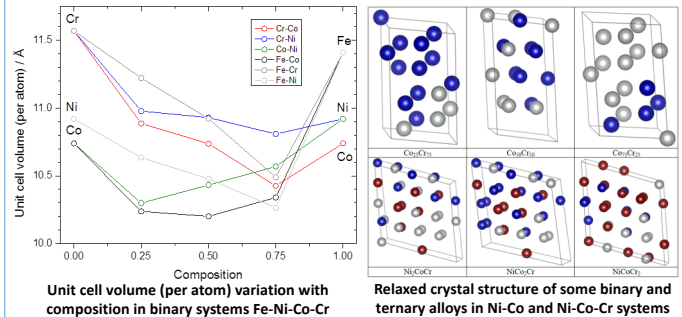 Cr
Fe
Ni
Co
Ni
Co
Cr-Co
Cr-Ni
Co-Ni
Fe-Co
Fe-Cr
Fe-Ni
11.5
11.0
10.5
10.0
Unit cell volume (per atom) / Å
0.00 0.25 0.50 0.75 1.00
Composition
Unit cell volume (per atom) variation with
composition in binary systems Fe-Ni-Co-Cr
Co₂₅Cr₇₅ Co₅₀Cr₅₀ Co₇₅Cr₂₅
Ni₂CoCr NiCo₂Cr NiCoCr₂
Relaxed crystal structure of some binary and
ternary alloys in Ni-Co and Ni-Co-Cr systems